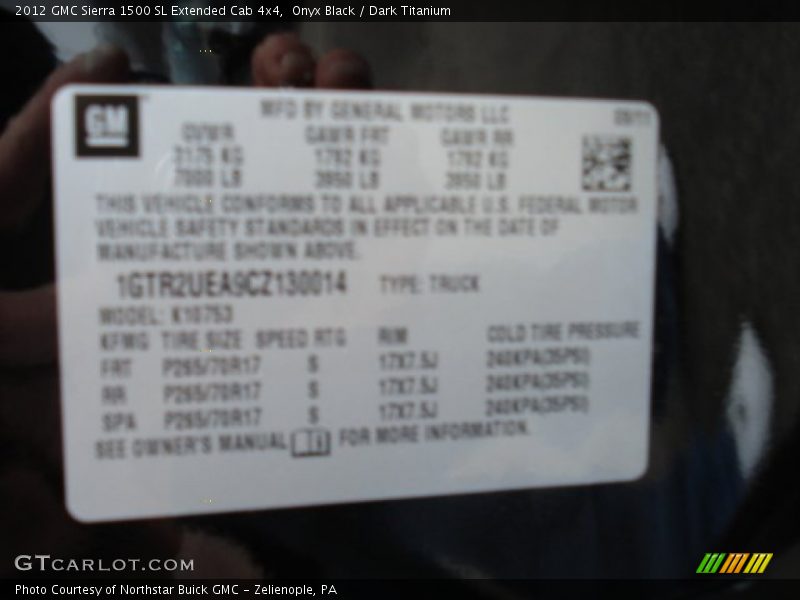 2012 GMC Sierra 1500 SL Extended Cab 4x4, Onyx Black / Dark Titanium
GM
MFD BY GENERAL MOTORS LLC
GVWR GAWR FRT GAWR RR
3175 KG 1792 KG 1792 KG
7000 LB 3950 LB 3950 LB
THIS VEHICLE CONFORMS TO ALL APPLICABLE U.S. FEDERAL MOTOR
VEHICLE SAFETY STANDARDS IN EFFECT ON THE DATE OF
MANUFACTURE SHOWN ABOVE.
1GTR2UEA9CZ130014 TYPE: TRUCK
MODEL: K10753
KFMG TIRE SIZE SPEED RTG RIM COLD TIRE PRESSURE
FRT P265/70R17 S 17X7.5J 240KPA(35PSI)
RR P265/70R17 S 17X7.5J 240KPA(35PSI)
SPA P265/70R17 S 17X7.5J 240KPA(35PSI)
SEE OWNER'S MANUAL FOR MORE INFORMATION.
GTCARLOT.COM
Photo Courtesy of Northstar Buick GMC - Zelienople, PA